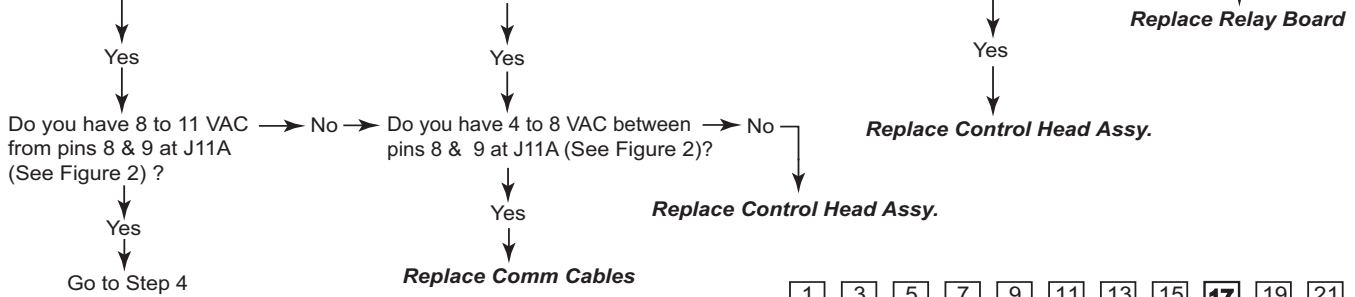 Replace Relay Board
Yes
Yes
Yes
Do you have 8 to 11 VAC
from pins 8 & 9 at J11A
(See Figure 2) ?
No
Do you have 4 to 8 VAC between
pins 8 & 9 at J11A (See Figure 2)?
No
Replace Control Head Assy.
Yes
Go to Step 4
Yes
Replace Comm Cables
Replace Control Head Assy.
1 3 5 7 9 11 13 15 17 19 21